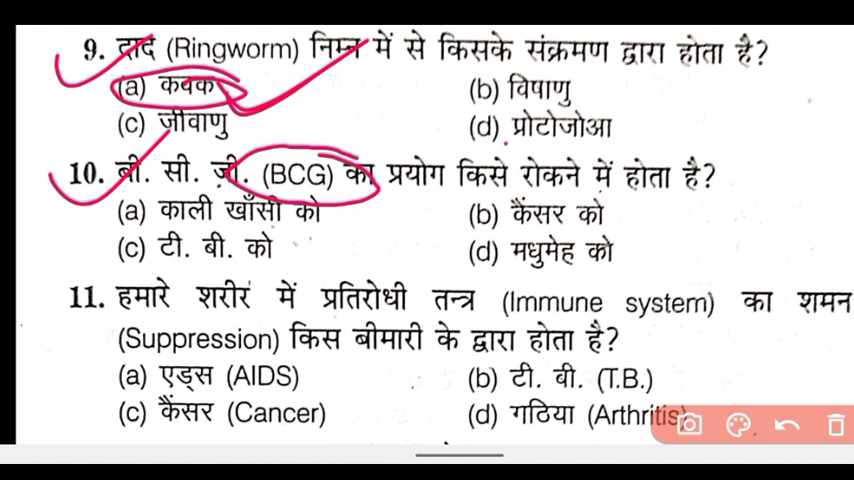 9. दाद (Ringworm) निम्न में से किसके संक्रमण द्वारा होता है?
(a) कवक (b) विषाणु
(c) जीवाणु (d) प्रोटोजोआ
10. बी. सी. जी. (BCG) का प्रयोग किसे रोकने में होता है?
(a) काली खाँसी को (b) कैंसर को
(c) टी. बी. को (d) मधुमेह को
11. हमारे शरीर में प्रतिरोधी तन्त्र (Immune system) का शमन
(Suppression) किस बीमारी के द्वारा होता है?
(a) एड्स (AIDS) (b) टी. बी. (T.B.)
(c) कैंसर (Cancer) (d) गठिया (Arthritis)